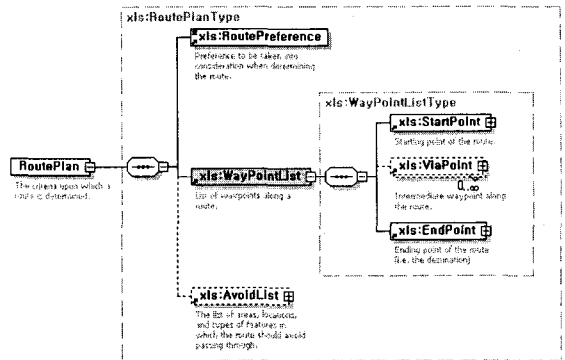 xls:RoutePlanType
xls:RoutePreference
Preference to be taken into
consideration when determining
the route.
xls:WayPointListType
xls:StartPoint
Starting point of the route.
RoutePlan
The criteria upon which a
route is determined.
xls:WayPointList
List of waypoints along a
route.
xls:ViaPoint
0..∞
Intermediate waypoint along
the route.
xls:EndPoint
Ending point of the route
(i.e. the destination)
xls:AvoidList
The list of areas, locations,
and types of features in
which the route should avoid
passing through.